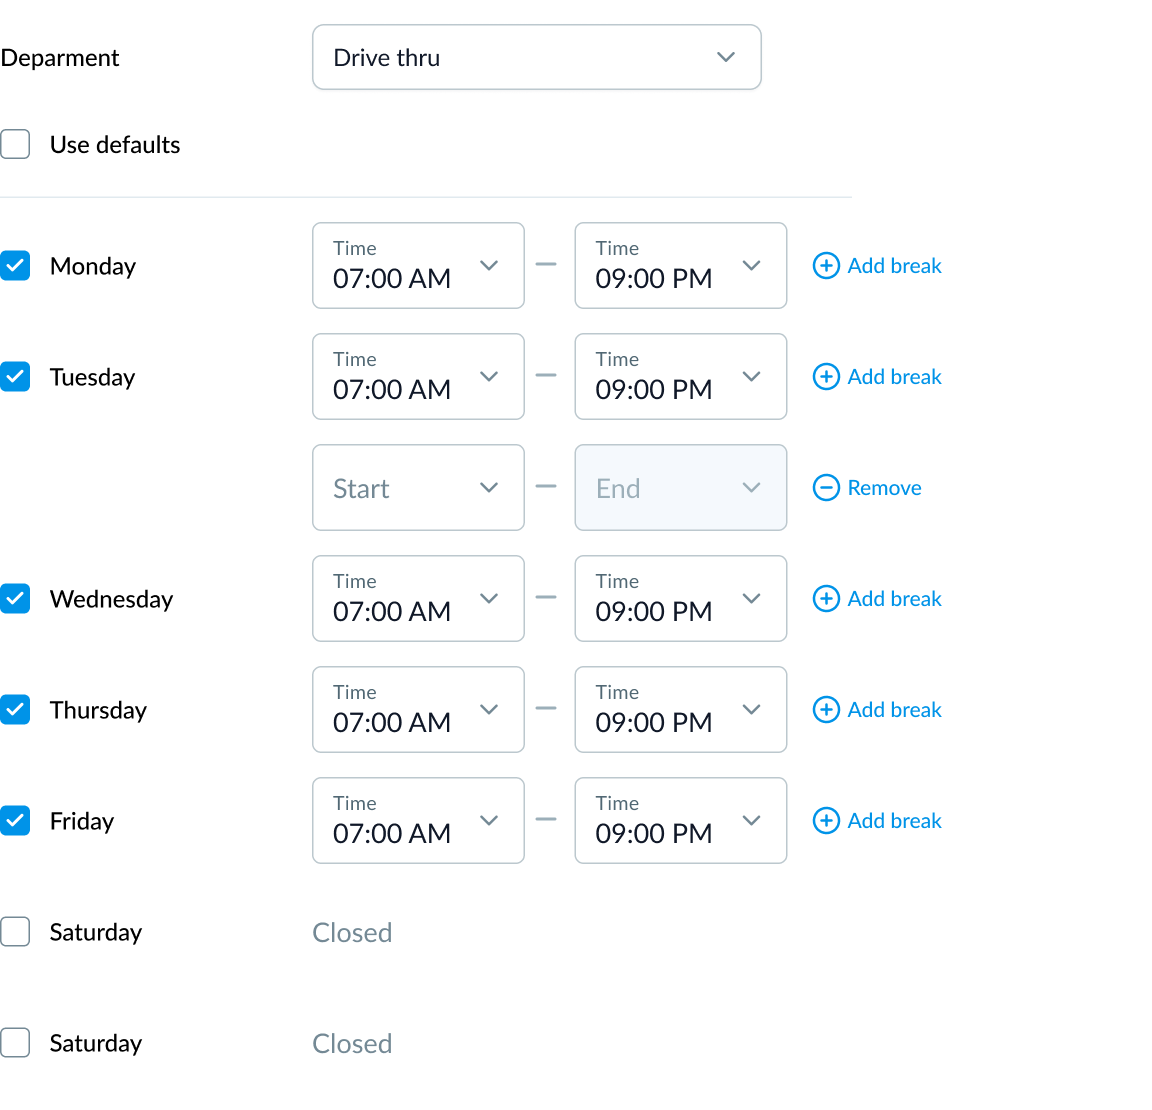 Deparment Drive thru
Use defaults
Monday Time 07:00 AM – Time 09:00 PM Add break
Tuesday Time 07:00 AM – Time 09:00 PM Add break
Start – End Remove
Wednesday Time 07:00 AM – Time 09:00 PM Add break
Thursday Time 07:00 AM – Time 09:00 PM Add break
Friday Time 07:00 AM – Time 09:00 PM Add break
Saturday Closed
Saturday Closed